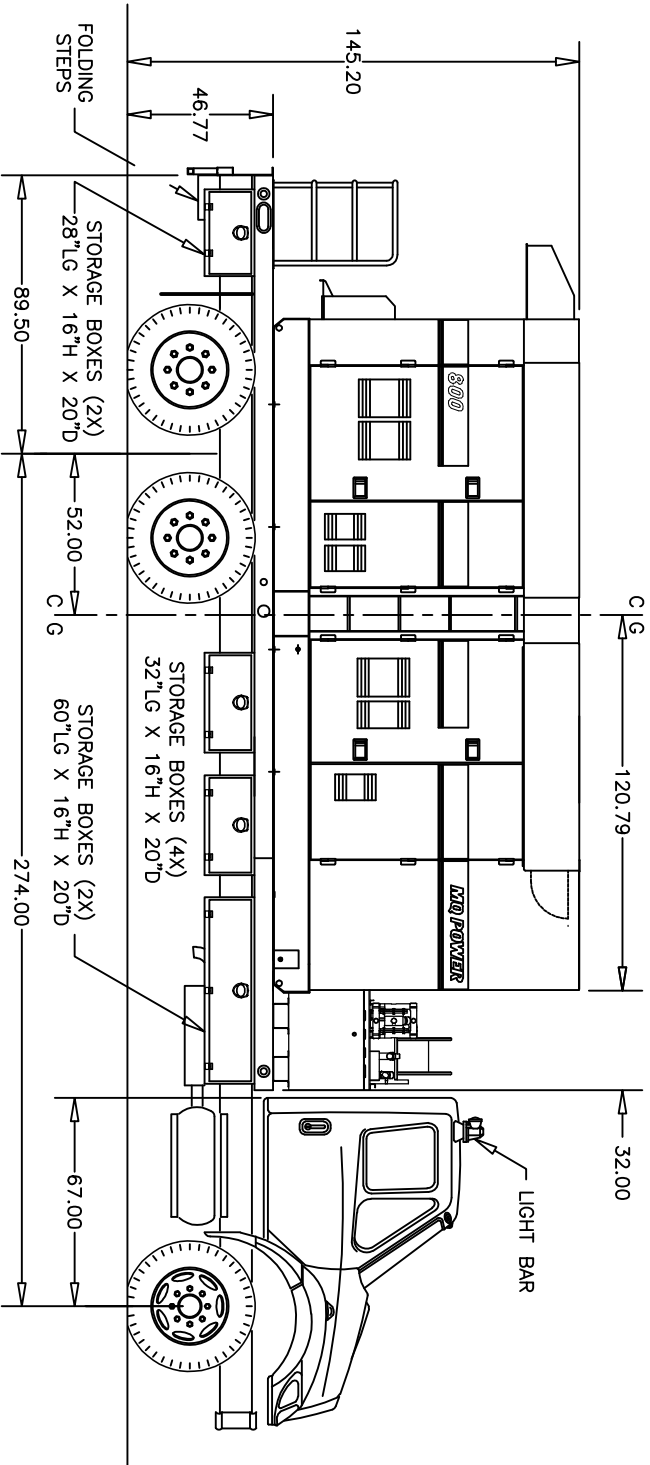 145.20
46.77
FOLDING
STEPS
STORAGE BOXES (2X)
28"LG X 16"H X 20"D
89.50
52.00
C G
C G
120.79
800
MQ POWER
STORAGE BOXES (4X)
32"LG X 16"H X 20"D
STORAGE BOXES (2X)
60"LG X 16"H X 20"D
274.00
67.00
32.00
LIGHT BAR